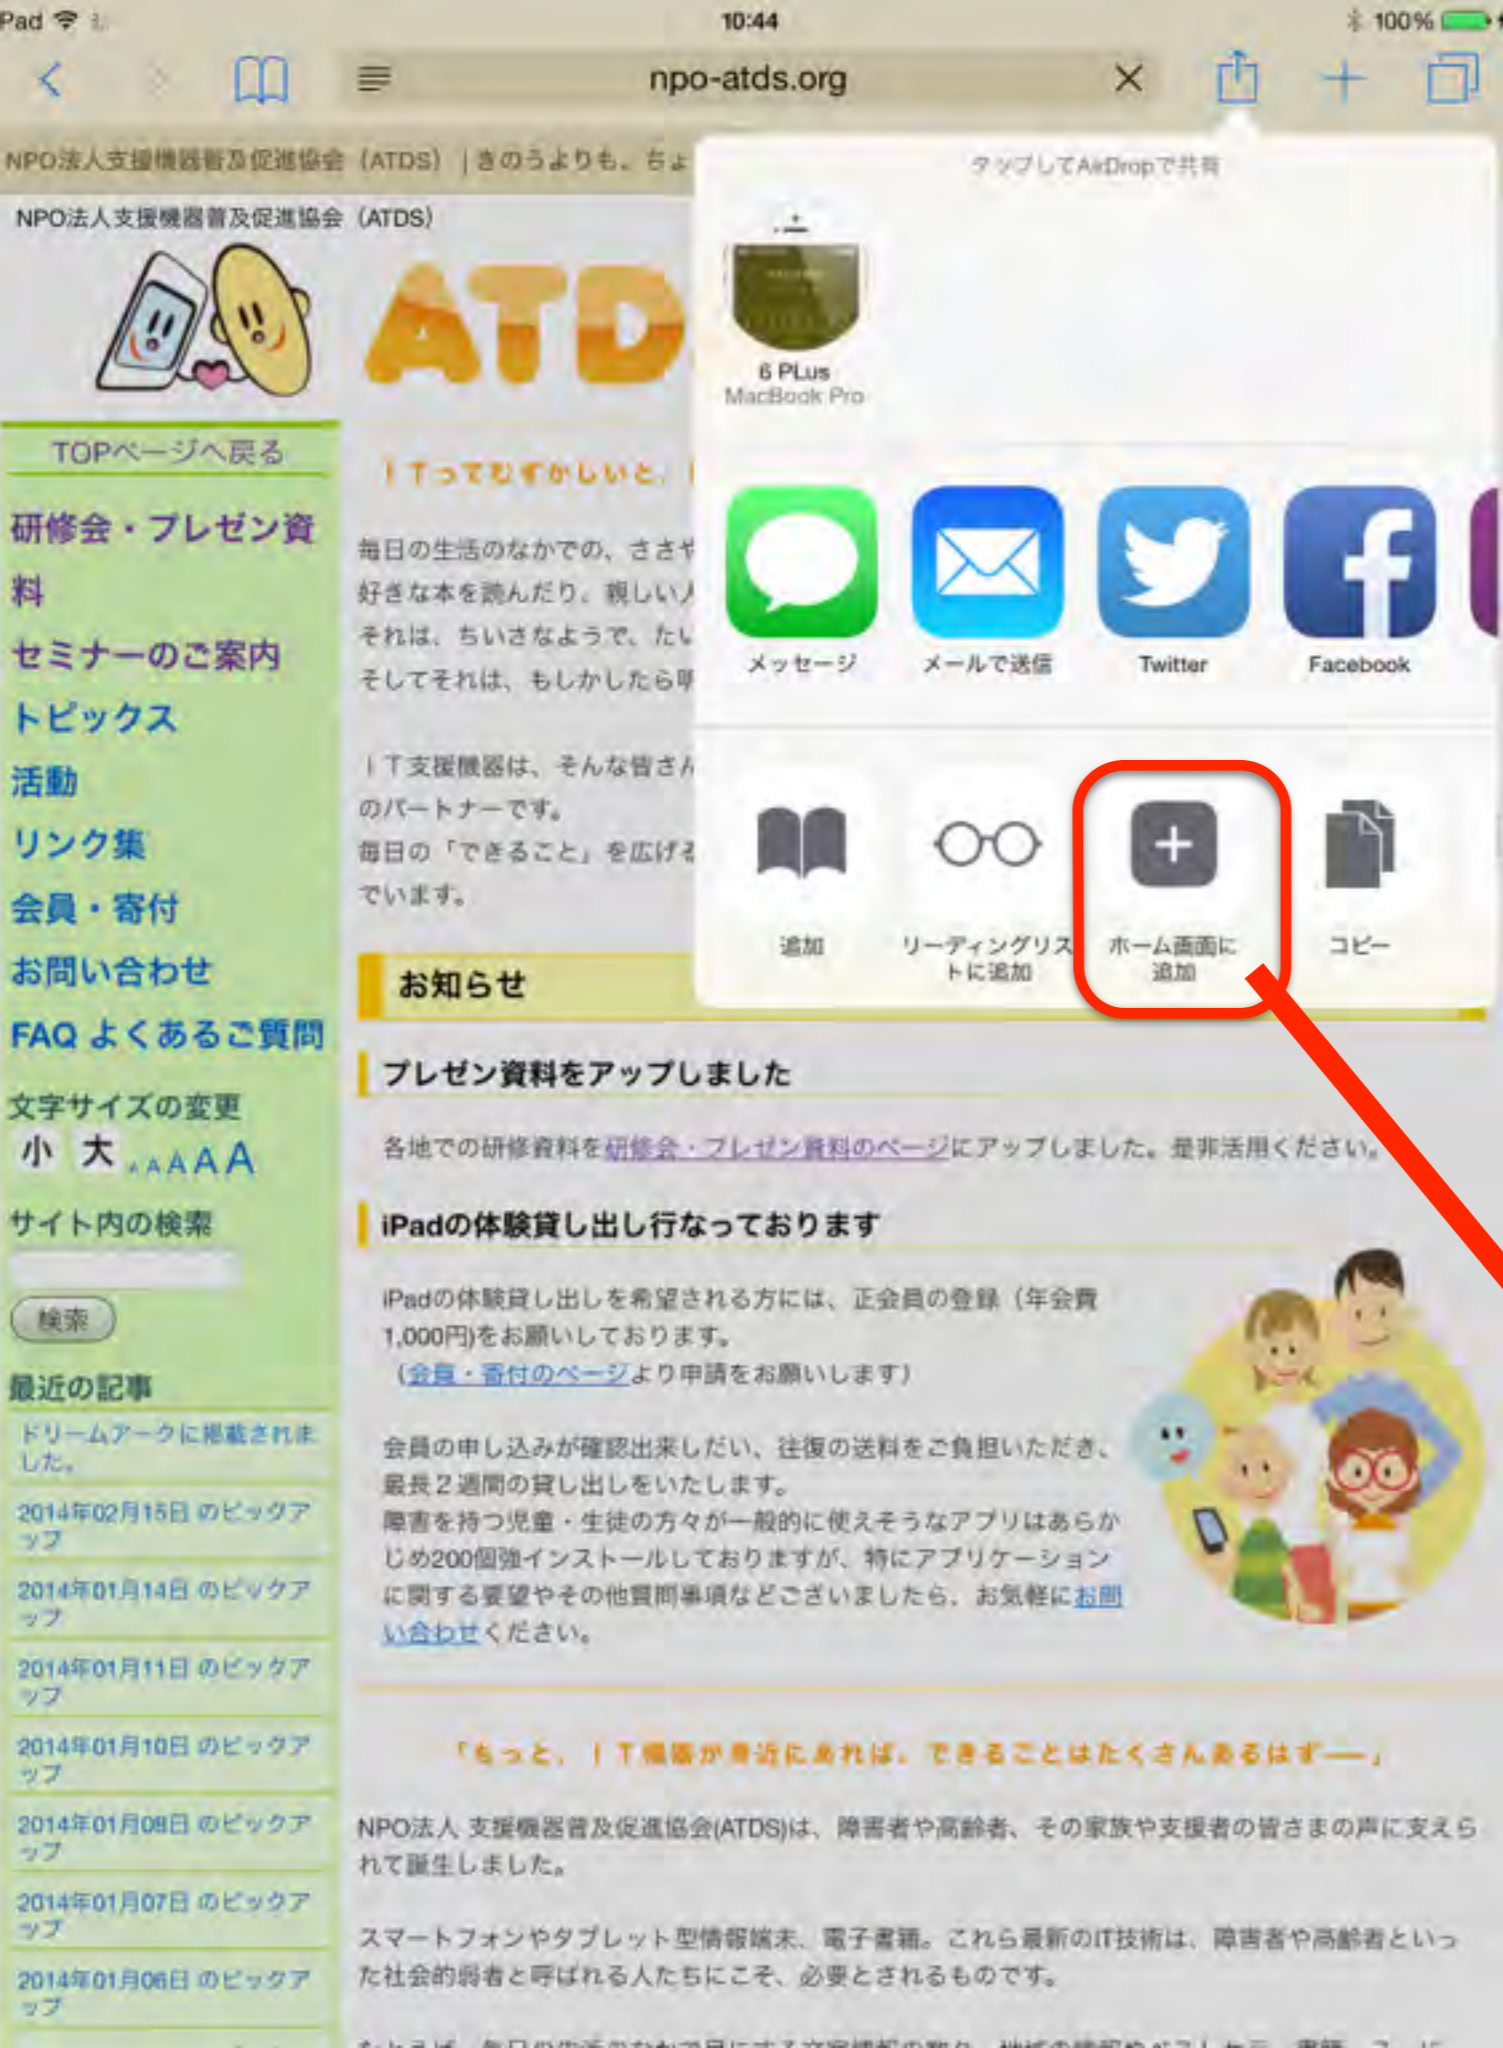 Pad
10:44
100%
npo-atds.org
NPO法人支援機器普及促進協会（ATDS）| きのうよりも、ちょ
NPO法人支援機器普及促進協会（ATDS）
ATD
TOPページへ戻る
研修会・プレゼン資
料
セミナーのご案内
トピックス
活動
リンク集
会員・寄付
お問い合わせ
FAQ よくあるご質問
文字サイズの変更
小 大 A A A A A
サイト内の検索
検索
最近の記事
ドリームアークに掲載されま
した。
2014年02月15日 のピックア
ップ
2014年01月14日 のピックア
ップ
2014年01月11日 のピックア
ップ
2014年01月10日 のピックア
ップ
2014年01月08日 のピックア
ップ
2014年01月07日 のピックア
ップ
2014年01月06日 のピックア
ップ
タップしてAirDropで共有
6 PLus
MacBook Pro
メッセージ
メールで送信
Twitter
Facebook
追加
リーディングリス
トに追加
ホーム画面に
追加
コピー
ＩＴってむずかしいと、
毎日の生活のなかでの、ささや
好きな本を読んだり、親しい人
それは、ちいさなようで、たい
そしてそれは、もしかしたら明
ＩＴ支援機器は、そんな皆さん
のパートナーです。
毎日の「できること」を広げる
でいます。
お知らせ
プレゼン資料をアップしました
各地での研修資料を研修会・プレゼン資料のページにアップしました。是非活用ください。
iPadの体験貸し出し行なっております
iPadの体験貸し出しを希望される方には、正会員の登録（年会費
1,000円)をお願いしております。
（会員・寄付のページより申請をお願いします）
会員の申し込みが確認出来しだい、往復の送料をご負担いただき、
最長２週間の貸し出しをいたします。
障害を持つ児童・生徒の方々が一般的に使えそうなアプリはあらか
じめ200個強インストールしておりますが、特にアプリケーション
に関する要望やその他質問事項などございましたら、お気軽にお問
い合わせください。
「もっと、ＩＴ機器が身近にあれば。できることはたくさんあるはず──」
NPO法人 支援機器普及促進協会(ATDS)は、障害者や高齢者、その家族や支援者の皆さまの声に支えら
れて誕生しました。
スマートフォンやタブレット型情報端末、電子書籍。これら最新のIT技術は、障害者や高齢者といっ
た社会的弱者と呼ばれる人たちにこそ、必要とされるものです。